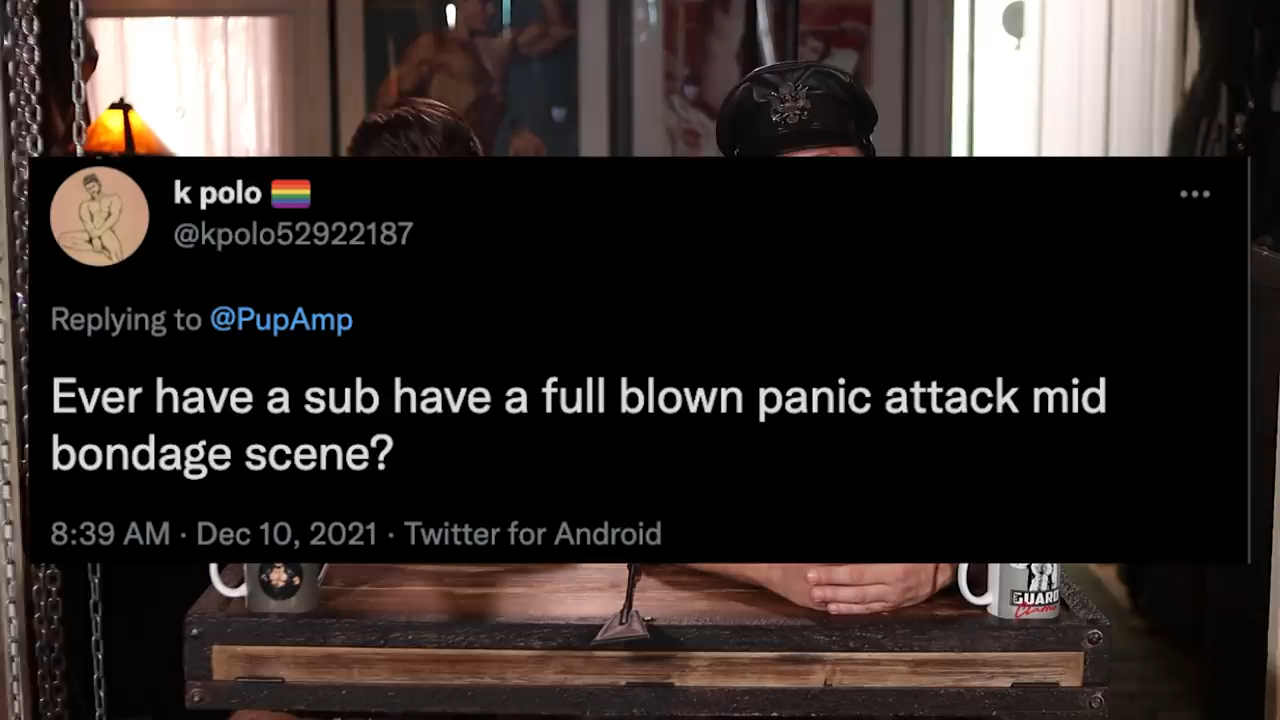 k polo
@kpolo52922187
Replying to @PupAmp
Ever have a sub have a full blown panic attack mid
bondage scene?
8:39 AM · Dec 10, 2021 · Twitter for Android
GUARD